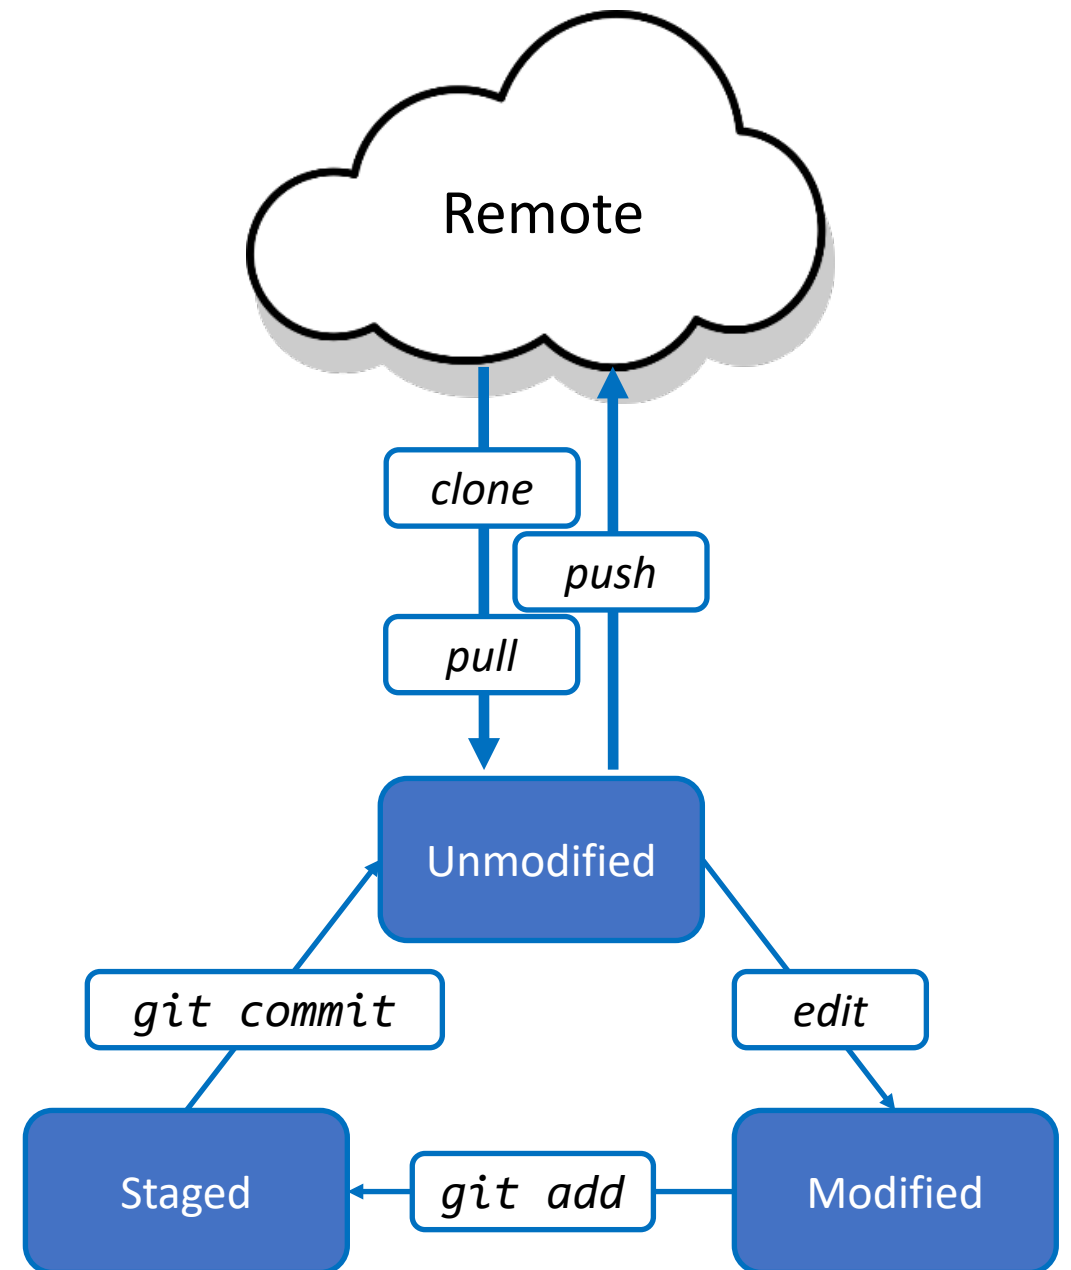 Remote
clone
push
pull
Unmodified
git commit
edit
Staged
git add
Modified